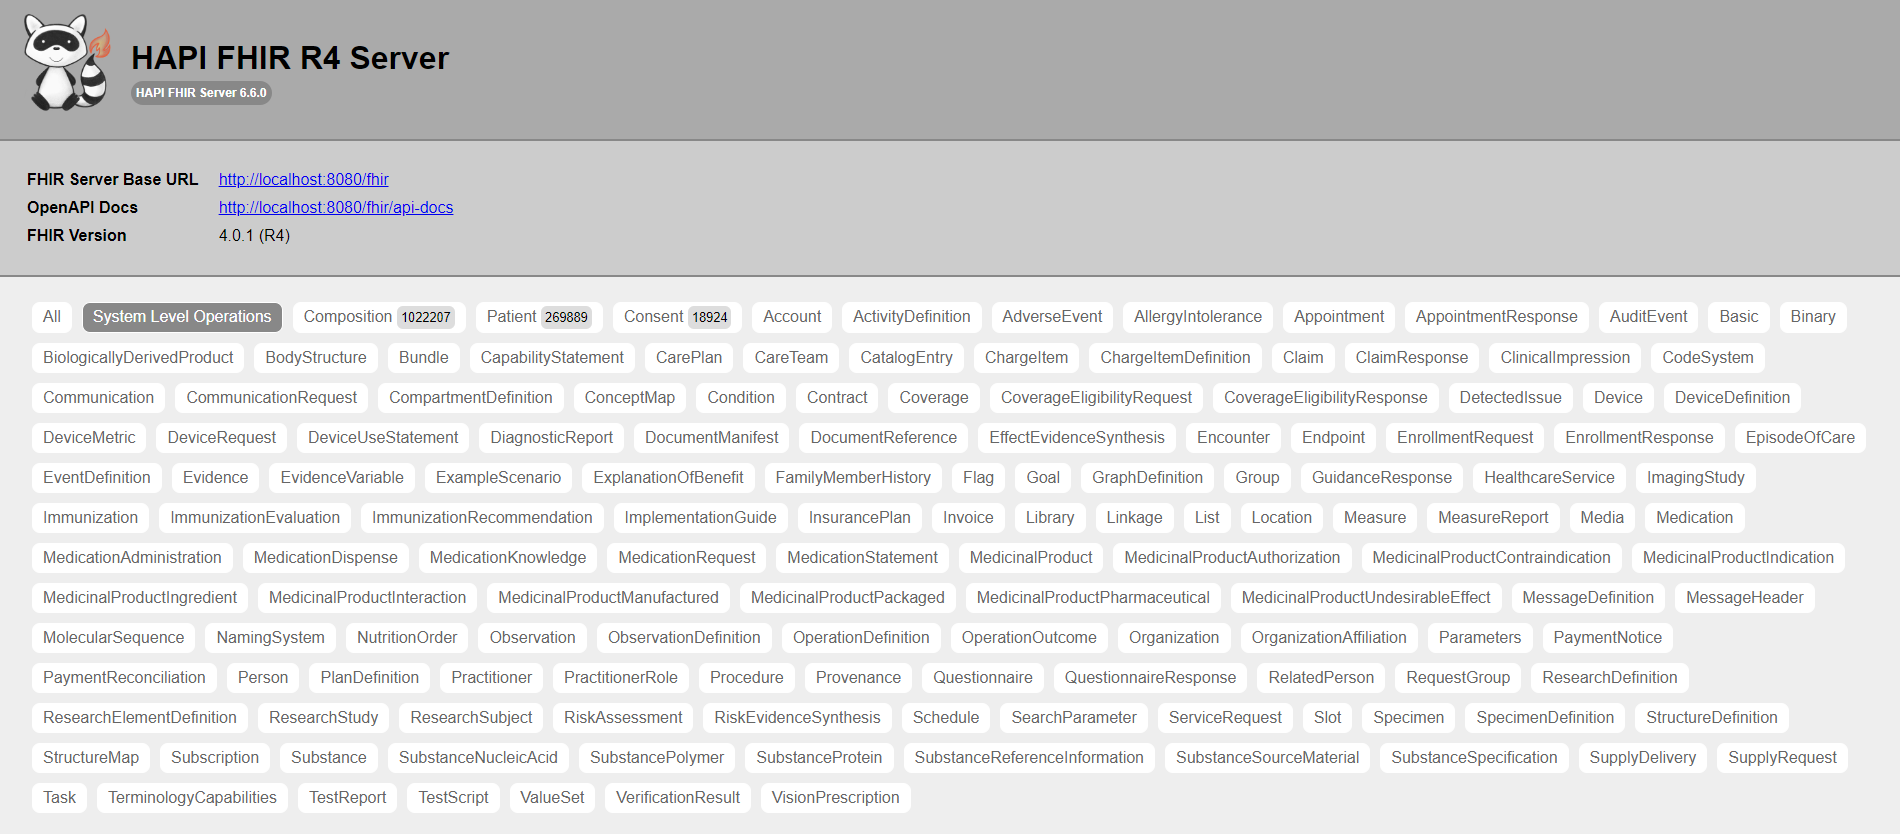 HAPI FHIR R4 Server
HAPI FHIR Server 6.6.0
FHIR Server Base URL http://localhost:8080/fhir
OpenAPI Docs http://localhost:8080/fhir/api-docs
FHIR Version 4.0.1 (R4)
All System Level Operations Composition 1022207 Patient 269889 Consent 18924 Account ActivityDefinition AdverseEvent AllergyIntolerance Appointment AppointmentResponse AuditEvent Basic Binary
BiologicallyDerivedProduct BodyStructure Bundle CapabilityStatement CarePlan CareTeam CatalogEntry ChargeItem ChargeItemDefinition Claim ClaimResponse ClinicalImpression CodeSystem
Communication CommunicationRequest CompartmentDefinition ConceptMap Condition Contract Coverage CoverageEligibilityRequest CoverageEligibilityResponse DetectedIssue Device DeviceDefinition
DeviceMetric DeviceRequest DeviceUseStatement DiagnosticReport DocumentManifest DocumentReference EffectEvidenceSynthesis Encounter Endpoint EnrollmentRequest EnrollmentResponse EpisodeOfCare
EventDefinition Evidence EvidenceVariable ExampleScenario ExplanationOfBenefit FamilyMemberHistory Flag Goal GraphDefinition Group GuidanceResponse HealthcareService ImagingStudy
Immunization ImmunizationEvaluation ImmunizationRecommendation ImplementationGuide InsurancePlan Invoice Library Linkage List Location Measure MeasureReport Media Medication
MedicationAdministration MedicationDispense MedicationKnowledge MedicationRequest MedicationStatement MedicinalProduct MedicinalProductAuthorization MedicinalProductContraindication MedicinalProductIndication
MedicinalProductIngredient MedicinalProductInteraction MedicinalProductManufactured MedicinalProductPackaged MedicinalProductPharmaceutical MedicinalProductUndesirableEffect MessageDefinition MessageHeader
MolecularSequence NamingSystem NutritionOrder Observation ObservationDefinition OperationDefinition OperationOutcome Organization OrganizationAffiliation Parameters PaymentNotice
PaymentReconciliation Person PlanDefinition Practitioner PractitionerRole Procedure Provenance Questionnaire QuestionnaireResponse RelatedPerson RequestGroup ResearchDefinition
ResearchElementDefinition ResearchStudy ResearchSubject RiskAssessment RiskEvidenceSynthesis Schedule SearchParameter ServiceRequest Slot Specimen SpecimenDefinition StructureDefinition
StructureMap Subscription Substance SubstanceNucleicAcid SubstancePolymer SubstanceProtein SubstanceReferenceInformation SubstanceSourceMaterial SubstanceSpecification SupplyDelivery SupplyRequest
Task TerminologyCapabilities TestReport TestScript ValueSet VerificationResult VisionPrescription